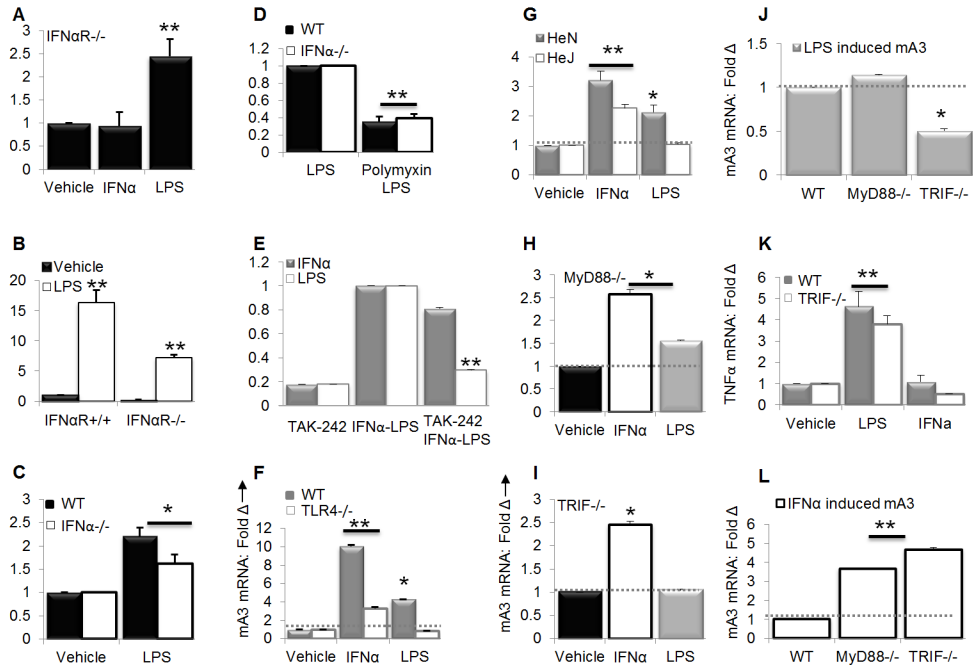 A
IFNαR-/-
**
3
2.5
2
1.5
1
0.5
0
Vehicle IFNα LPS
B
Vehicle
LPS
**
**
20
15
10
5
0
IFNαR+/+ IFNαR-/-
C
WT
IFNα-/-
*
3
2.5
2
1.5
1
0.5
0
Vehicle LPS
D
WT
IFNα-/-
**
1.2
1
0.8
0.6
0.4
0.2
0
LPS Polymyxin
LPS
E
IFNα
LPS
**
1.2
1
0.8
0.6
0.4
0.2
0
TAK-242 IFNα-LPS TAK-242
IFNα-LPS
F
WT
TLR4-/-
**
*
mA3 mRNA: Fold Δ
12
10
8
6
4
2
0
Vehicle IFNα LPS
G
HeN
HeJ
**
*
4
3
2
1
0
Vehicle IFNα LPS
H
MyD88-/-
*
3
2.5
2
1.5
1
0.5
0
Vehicle IFNα LPS
I
TRIF-/-
*
mA3 mRNA: Fold Δ
3
2.5
2
1.5
1
0.5
0
Vehicle IFNα LPS
J
LPS induced mA3
*
mA3 mRNA: Fold Δ
1.5
1
0.5
0
WT MyD88-/- TRIF-/-
K
WT
TRIF-/-
**
TNFα mRNA: Fold Δ
6
5
4
3
2
1
0
Vehicle LPS IFNa
L
IFNα induced mA3
**
mA3 mRNA: Fold Δ
6
4
2
0
WT MyD88-/- TRIF-/-